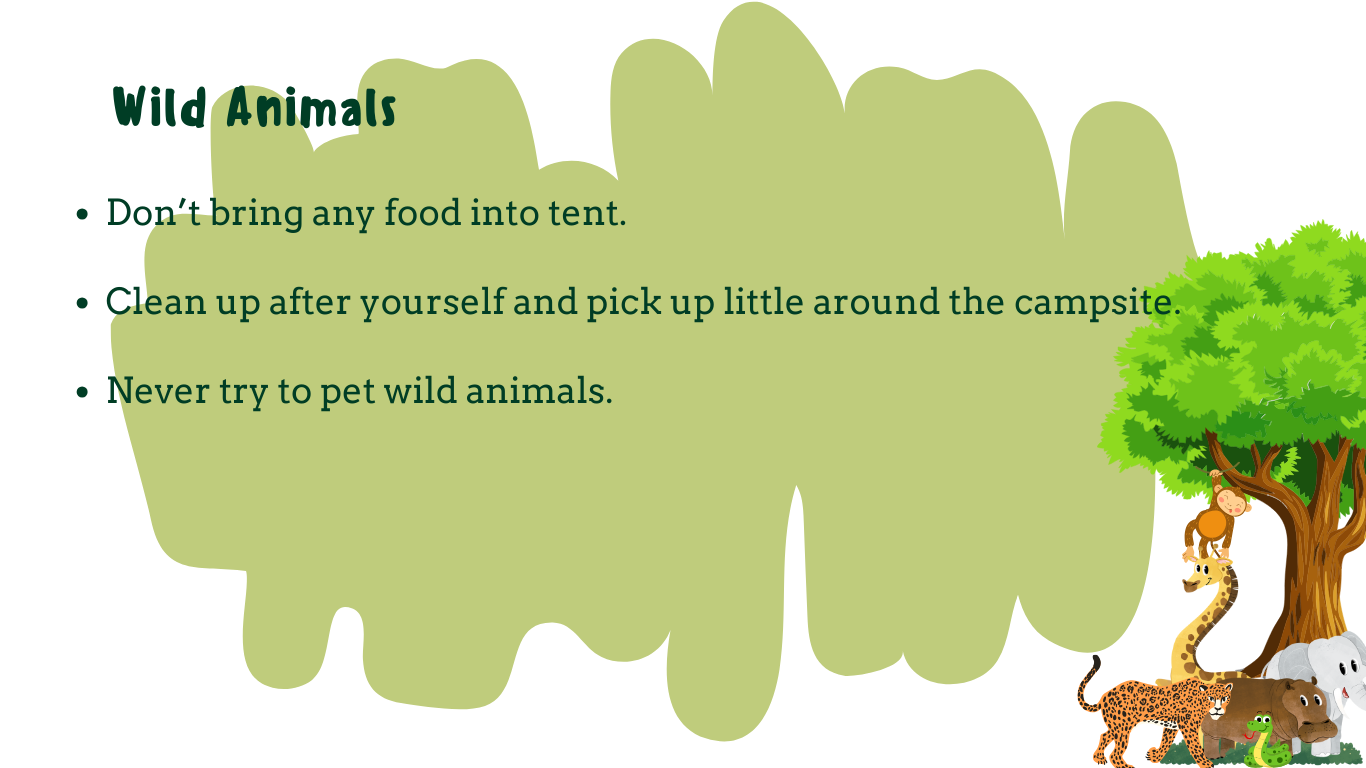 Wild Animals
• Don’t bring any food into tent.
• Clean up after yourself and pick up little around the campsite.
• Never try to pet wild animals.